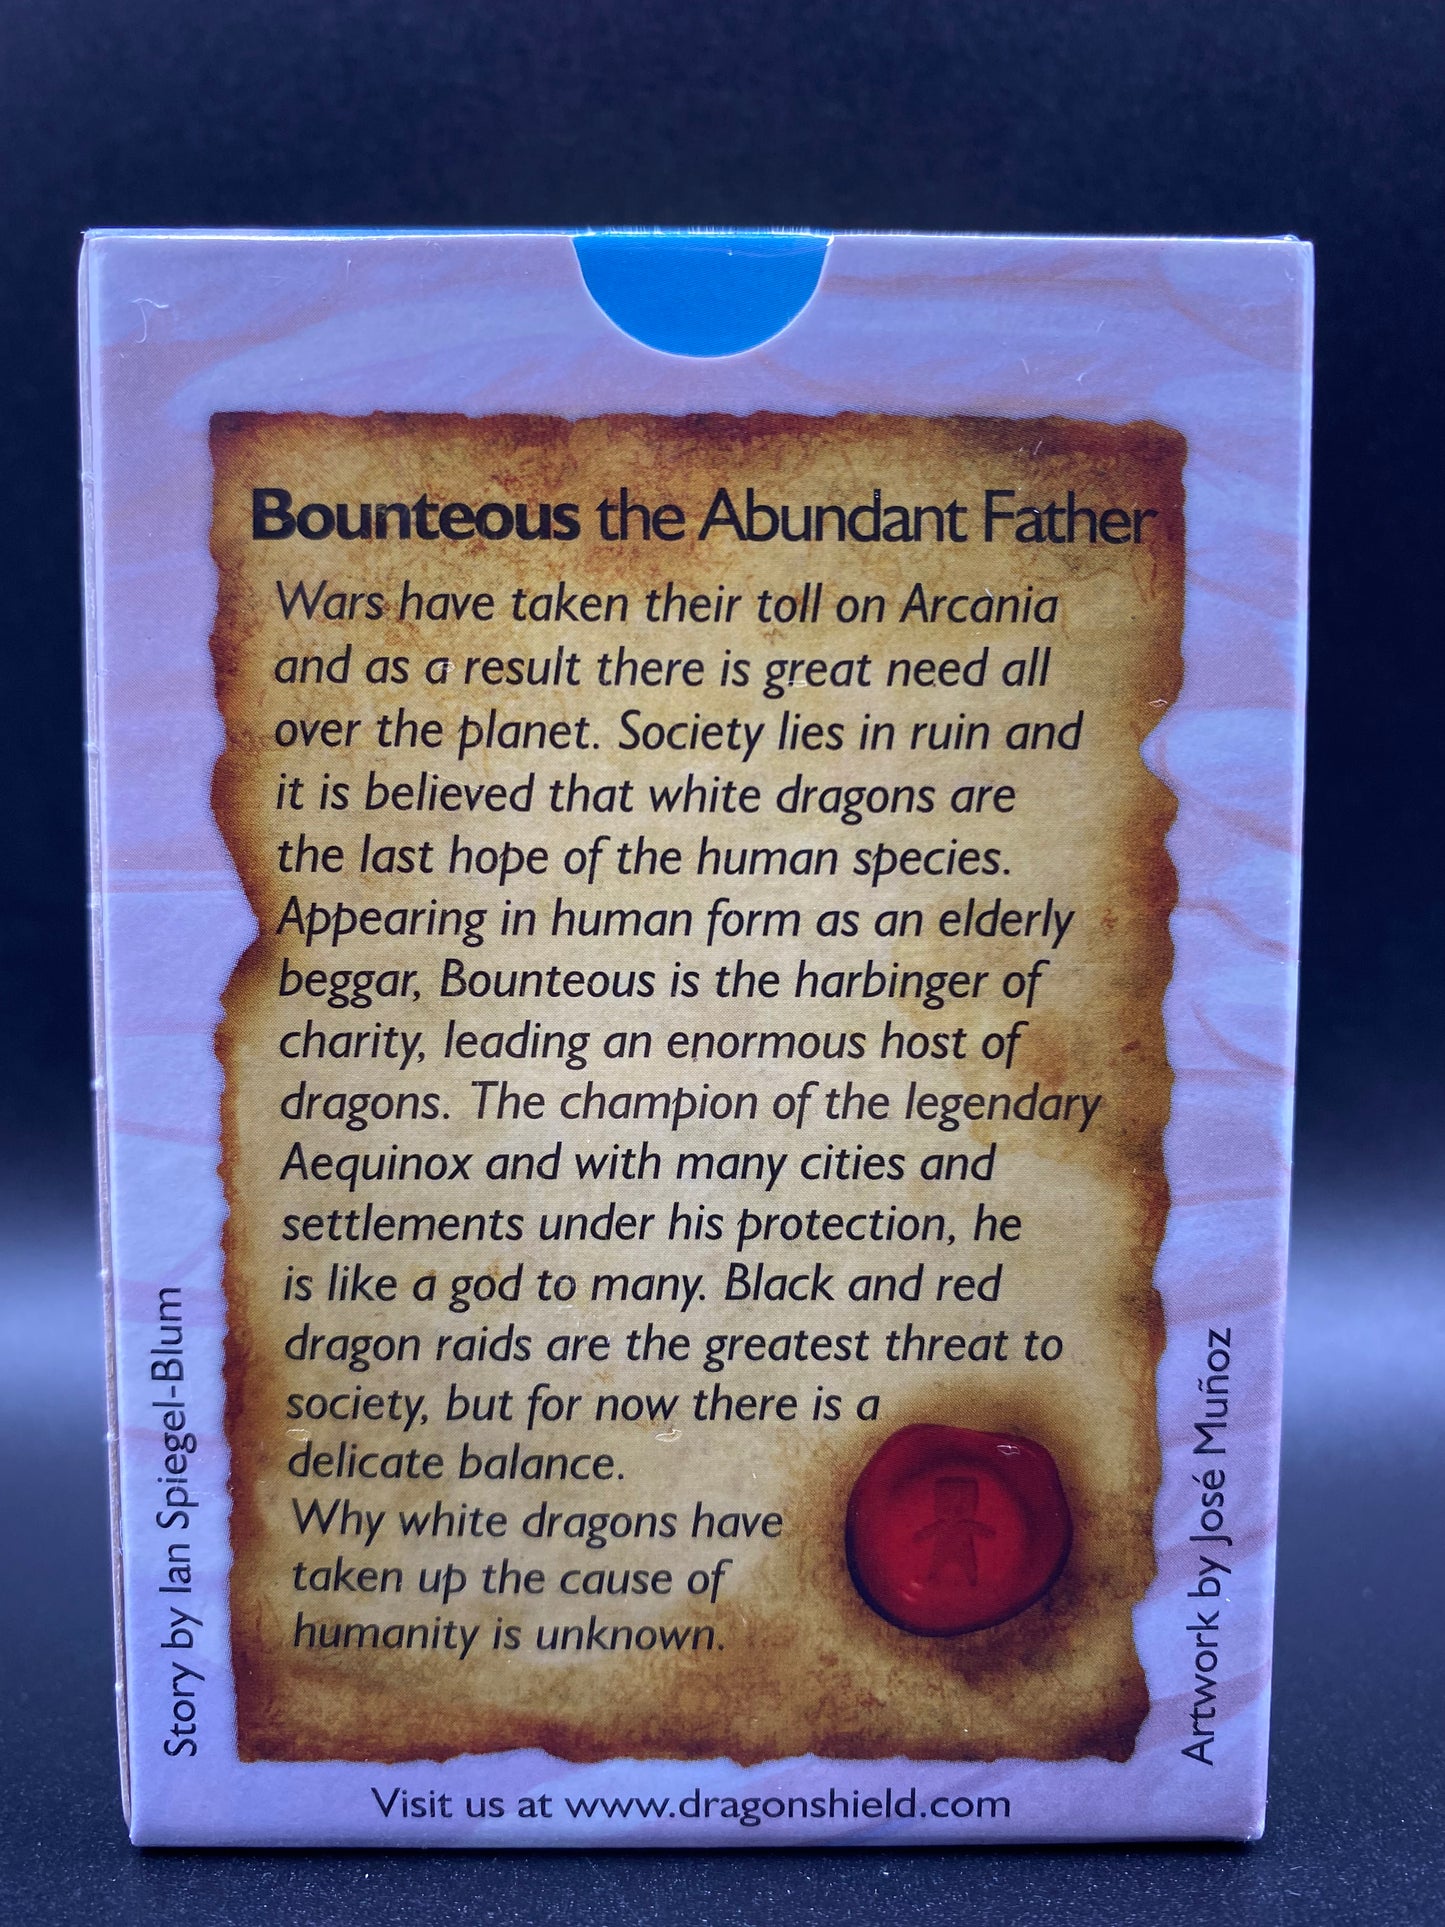 Bounteous the Abundant Father
Wars have taken their toll on Arcania
and as a result there is great need all
over the planet. Society lies in ruin and
it is believed that white dragons are
the last hope of the human species.
Appearing in human form as an elderly
beggar, Bounteous is the harbinger of
charity, leading an enormous host of
dragons. The champion of the legendary
Aequinox and with many cities and
settlements under his protection, he
is like a god to many. Black and red
dragon raids are the greatest threat to
society, but for now there is a
delicate balance.
Why white dragons have
taken up the cause of
humanity is unknown.
Story by Ian Spiegel-Blum
Artwork by José Muñoz
Visit us at www.dragonshield.com